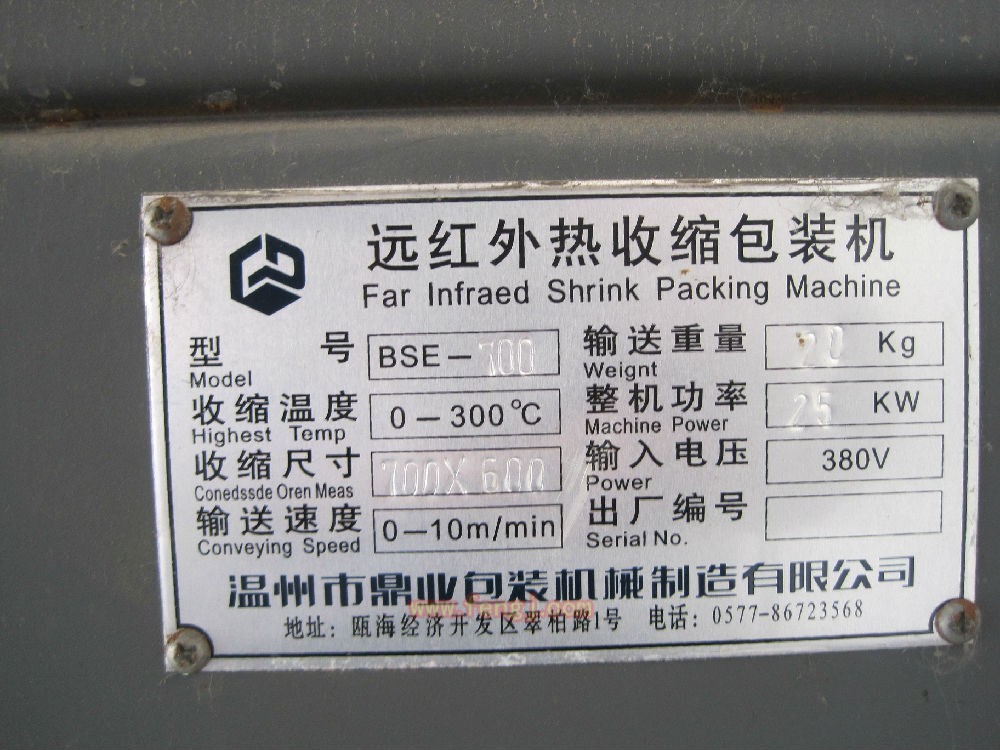 远红外热收缩包装机
Far Infraed Shrink Packing Machine
型 号 BSE-700 输送重量 20 Kg
Model Weignt
收缩温度 0-300℃ 整机功率 25 KW
Highest Temp Machine Power
收缩尺寸 700X600 输入电压 380V
Conedssde Oren Meas Power
输送速度 0-10m/min 出厂编号
Conveying Speed Serial No.
温州市鼎业包装机械制造有限公司
地址: 瓯海经济开发区翠柏路1号 电话: 0577-86723568